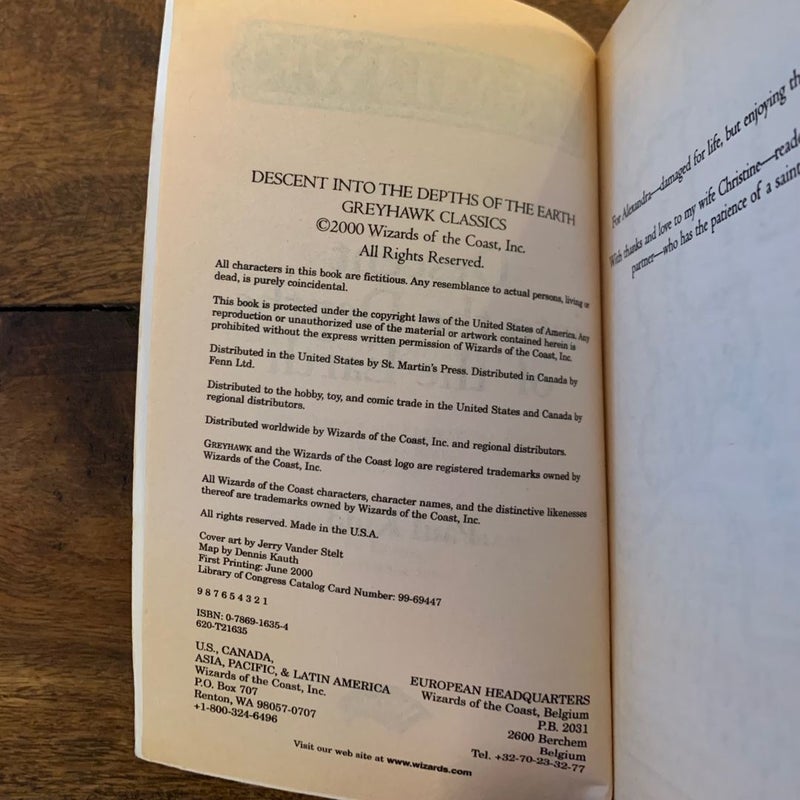 DESCENT INTO THE DEPTHS OF THE EARTH
GREYHAWK CLASSICS
©2000 Wizards of the Coast, Inc.
All Rights Reserved.
All characters in this book are fictitious. Any resemblance to actual persons, living or
dead, is purely coincidental.
This book is protected under the copyright laws of the United States of America. Any
reproduction or unauthorized use of the material or artwork contained herein is
prohibited without the express written permission of Wizards of the Coast, Inc.
Distributed in the United States by St. Martin's Press. Distributed in Canada by
Fenn Ltd.
Distributed to the hobby, toy, and comic trade in the United States and Canada by
regional distributors.
Distributed worldwide by Wizards of the Coast, Inc. and regional distributors.
GREYHAWK and the Wizards of the Coast logo are registered trademarks owned by
Wizards of the Coast, Inc.
All Wizards of the Coast characters, character names, and the distinctive likenesses
thereof are trademarks owned by Wizards of the Coast, Inc.
All rights reserved. Made in the U.S.A.
Cover art by Jerry Vander Stelt
Map by Dennis Kauth
First Printing: June 2000
Library of Congress Catalog Card Number: 99-69447
9 8 7 6 5 4 3 2 1
ISBN: 0-7869-1635-4
620-T21635
U.S., CANADA,
ASIA, PACIFIC, & LATIN AMERICA
Wizards of the Coast, Inc.
P.O. Box 707
Renton, WA 98057-0707
+1-800-324-6496
EUROPEAN HEADQUARTERS
Wizards of the Coast, Belgium
P.B. 2031
2600 Berchem
Belgium
Tel. +32-70-23-32-77
Visit our web site at www.wizards.com
For Alexandra—damaged for life, but enjoying
With thanks and love to my wife Christine—
partner—who has the patience of a saint